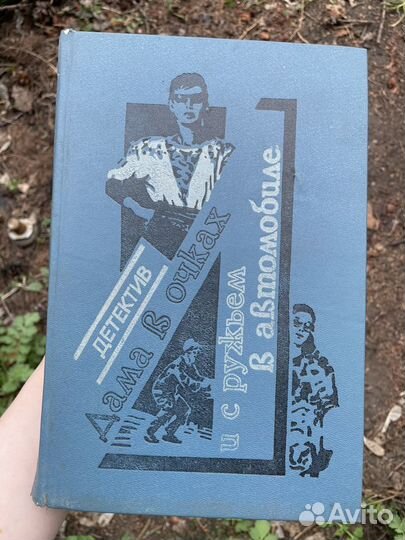 ДЕТЕКТИВ
Дама в очках
и с ружьем
в автомобиле
Avito